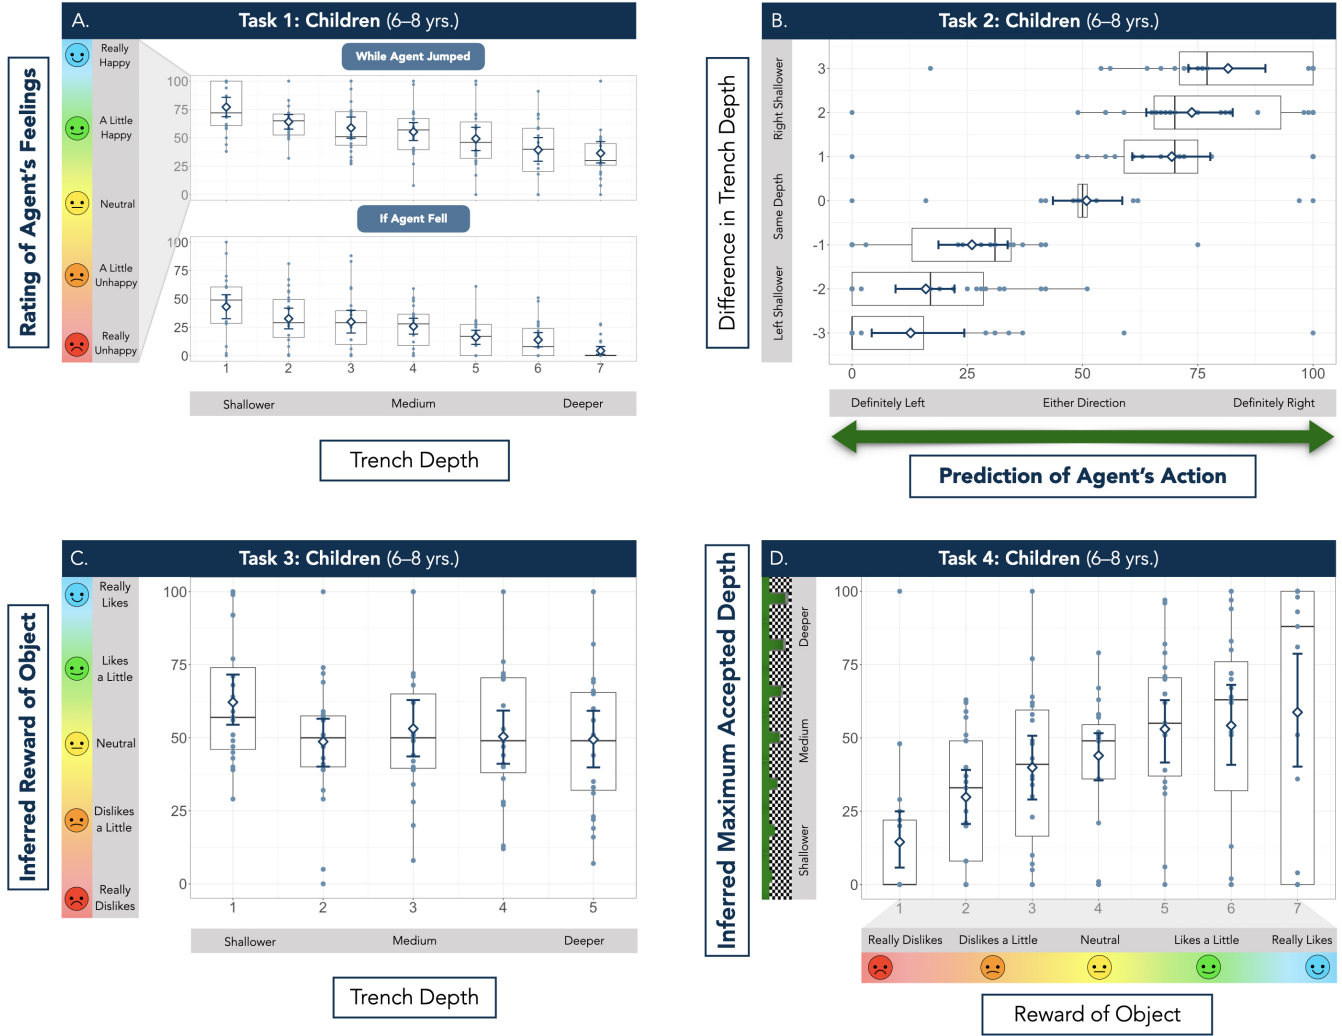 A.
Task 1: Children (6–8 yrs.)
Rating of Agent's Feelings
Really
Happy
A Little
Happy
Neutral
A Little
Unhappy
Really
Unhappy
While Agent Jumped
100
75
50
25
0
If Agent Fell
100
75
50
25
0
1 2 3 4 5 6 7
Shallower Medium Deeper
Trench Depth
B.
Task 2: Children (6–8 yrs.)
Difference in Trench Depth
Right Shallower
Same Depth
Left Shallower
3
2
1
0
-1
-2
-3
0 25 50 75 100
Definitely Left Either Direction Definitely Right
Prediction of Agent's Action
C.
Task 3: Children (6–8 yrs.)
Inferred Reward of Object
Really
Likes
Likes
a Little
Neutral
Dislikes
a Little
Really
Dislikes
100
75
50
25
0
1 2 3 4 5
Shallower Medium Deeper
Trench Depth
D.
Task 4: Children (6–8 yrs.)
Inferred Maximum Accepted Depth
Deeper
Medium
Shallower
100
75
50
25
0
1 2 3 4 5 6 7
Really Dislikes Dislikes a Little Neutral Likes a Little Really Likes
Reward of Object